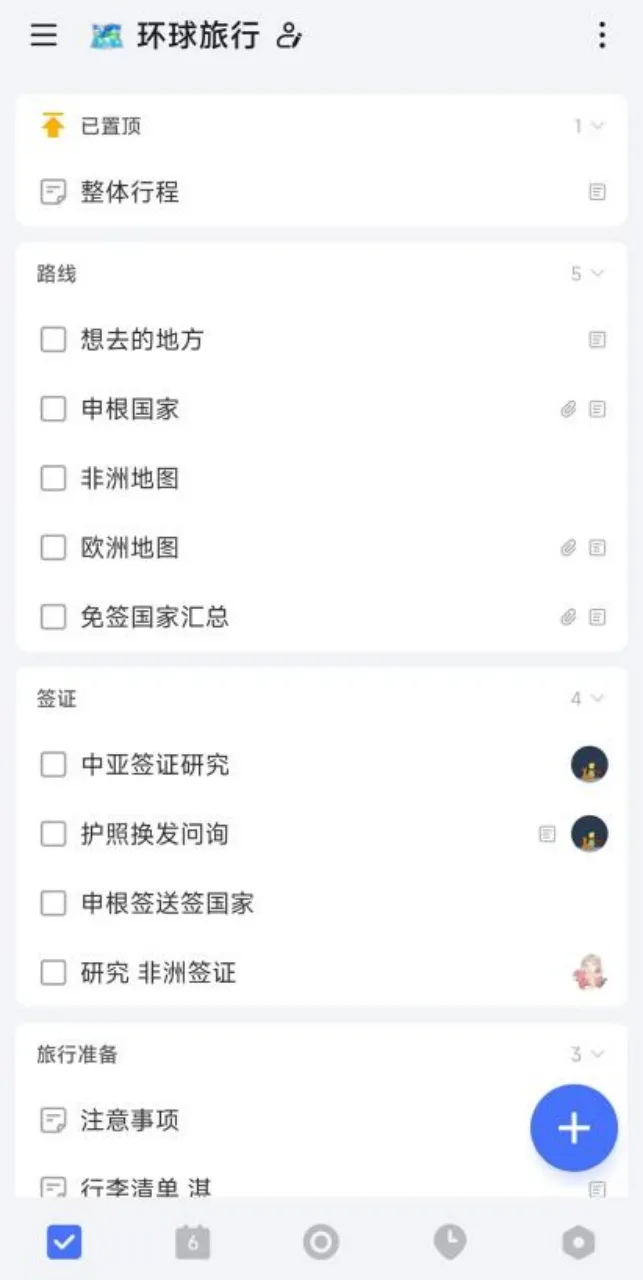 环球旅行
已置顶 1
整体行程
路线 5
想去的地方
申根国家
非洲地图
欧洲地图
免签国家汇总
签证 4
中亚签证研究
护照换发问询
申根签送签国家
研究 非洲签证
旅行准备 3
注意事项
行李清单 淇
6